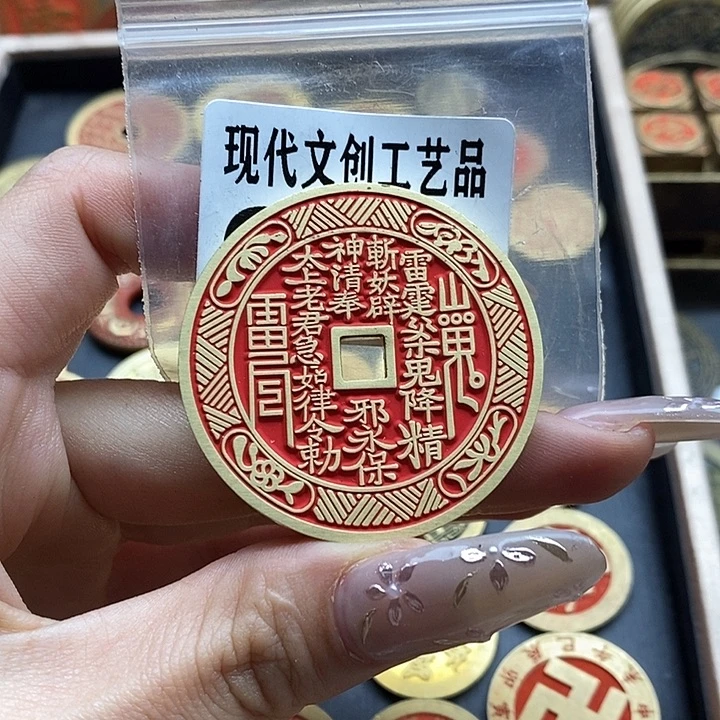 现代文创工艺品
雷霆殺鬼降精
斬妖辟邪永保
神清奉
太上老君急如律令勅